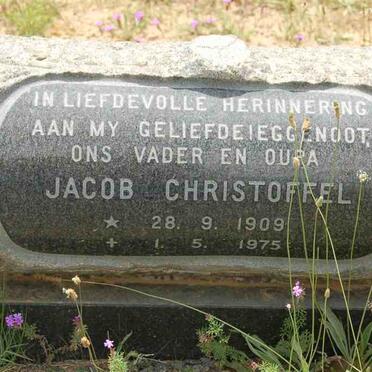 IN LIEFDEVOLLE HERINNERING
AAN MY GELIEFDE EGGENOOT,
ONS VADER EN OUPA
JACOB CHRISTOFFEL
★ 28. 9. 1909
+ 1. 5. 1975